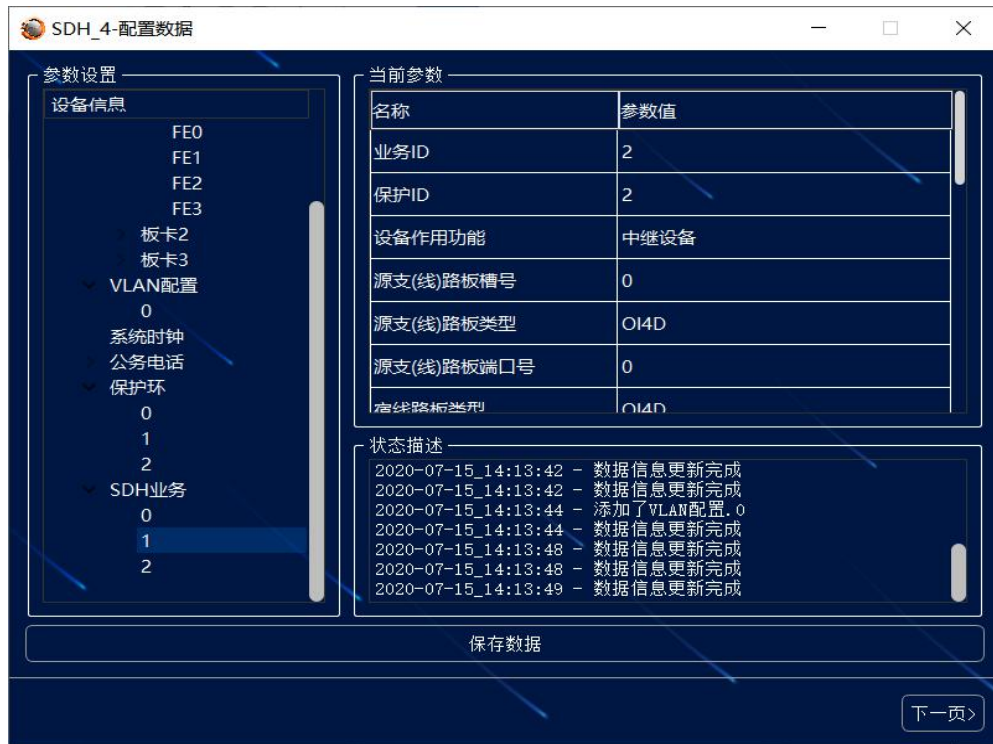 SDH_4-配置数据
参数设置
设备信息
FE0
FE1
FE2
FE3
板卡2
板卡3
VLAN配置
0
系统时钟
公务电话
保护环
0
1
2
SDH业务
0
1
2
当前参数
名称 参数值
业务ID 2
保护ID 2
设备作用功能 中继设备
源支(线)路板槽号 0
源支(线)路板类型 OI4D
源支(线)路板端口号 0
宿线路板类型 OI4D
状态描述
2020-07-15_14:13:42 - 数据信息更新完成
2020-07-15_14:13:42 - 数据信息更新完成
2020-07-15_14:13:44 - 添加了VLAN配置.0
2020-07-15_14:13:44 - 数据信息更新完成
2020-07-15_14:13:48 - 数据信息更新完成
2020-07-15_14:13:48 - 数据信息更新完成
2020-07-15_14:13:49 - 数据信息更新完成
保存数据
下一页>